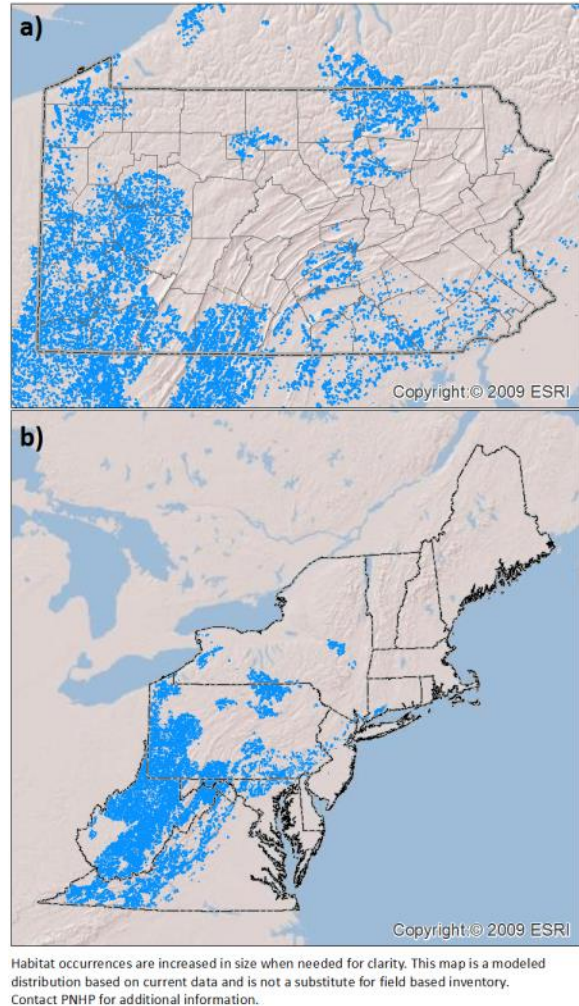 a)
Copyright:© 2009 ESRI
b)
Copyright:© 2009 ESRI
Habitat occurrences are increased in size when needed for clarity. This map is a modeled
distribution based on current data and is not a substitute for field based inventory.
Contact PNHP for additional information.